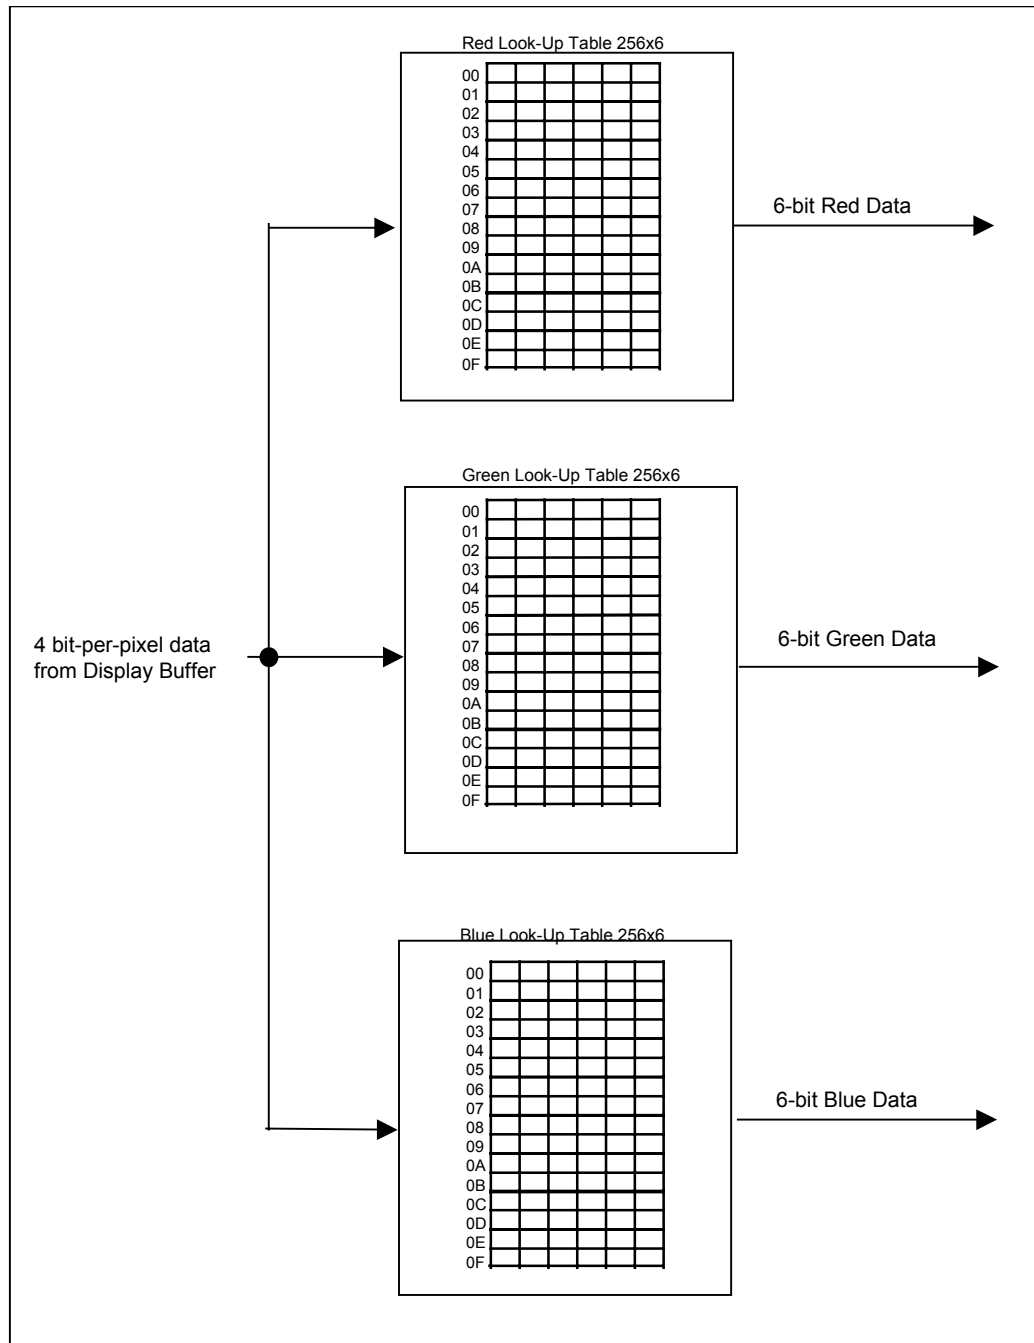 Red Look-Up Table 256x6
00
01
02
03
04
05
06
07
08
09
0A
0B
0C
0D
0E
0F
6-bit Red Data
Green Look-Up Table 256x6
00
01
02
03
04
05
06
07
08
09
0A
0B
0C
0D
0E
0F
4 bit-per-pixel data
from Display Buffer
6-bit Green Data
Blue Look-Up Table 256x6
00
01
02
03
04
05
06
07
08
09
0A
0B
0C
0D
0E
0F
6-bit Blue Data